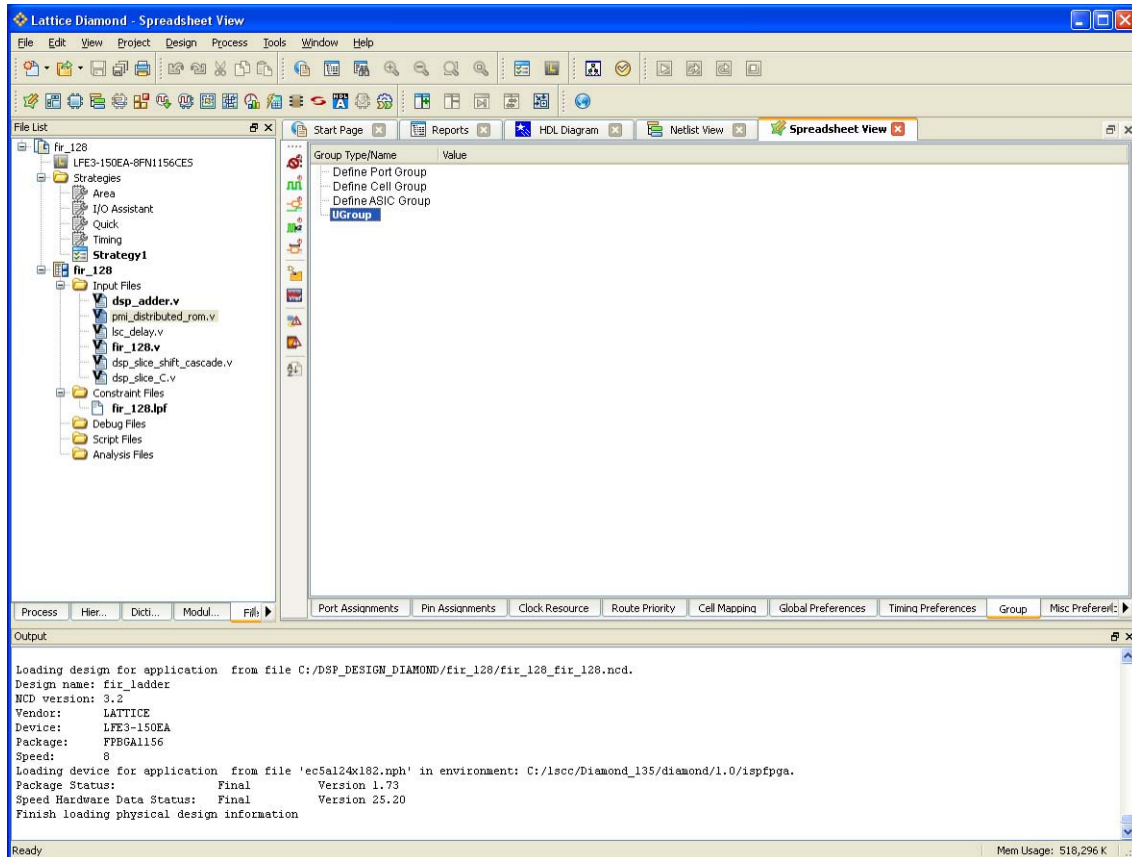 Lattice Diamond - Spreadsheet View
File Edit View Project Design Process Tools Window Help
File List
Start Page Reports HDL Diagram Netlist View Spreadsheet View
fir_128
LFE3-150EA-8FN1156CES
Strategies
Area
I/O Assistant
Quick
Timing
Strategy1
fir_128
Input Files
dsp_adder.v
pmi_distributed_rom.v
lsc_delay.v
fir_128.v
dsp_slice_shift_cascade.v
dsp_slice_C.v
Constraint Files
fir_128.lpf
Debug Files
Script Files
Analysis Files
Group Type/Name Value
Define Port Group
Define Cell Group
Define ASIC Group
UGroup
Process Hier... Dicti... Modul...
Port Assignments Pin Assignments Clock Resource Route Priority Cell Mapping Global Preferences Timing Preferences Group Misc
Output
Loading design for application from file C:/DSP_DESIGN_DIAMOND/fir_128/fir_128_fir_128.ncd.
Design name: fir_ladder
NCD version: 3.2
Vendor: LATTICE
Device: LFE3-150EA
Package: FPBGA1156
Speed: 8
Loading device for application from file 'ec5a124x182.nph' in environment: C:/lscc/Diamond_135/diamond/1.0/ispfpga.
Package Status: Final Version 1.73
Speed Hardware Data Status: Final Version 25.20
Finish loading physical design information
Ready
Mem Usage: 518,296 K